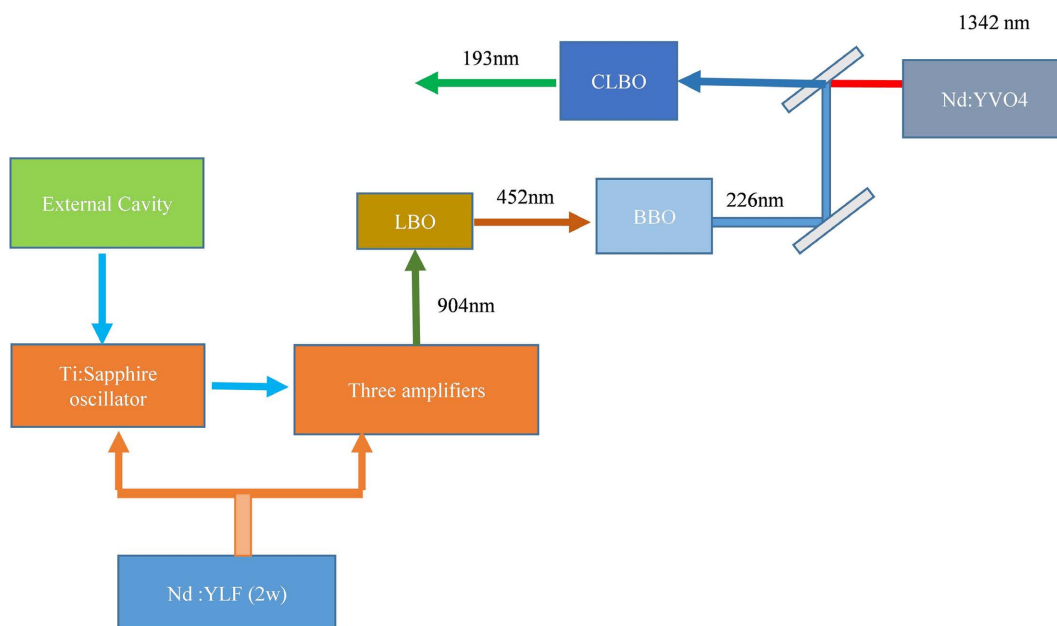 1342 nm
193nm
CLBO
Nd:YVO4
External Cavity
LBO
452nm
BBO
226nm
904nm
Ti:Sapphire
oscillator
Three amplifiers
Nd :YLF (2w)